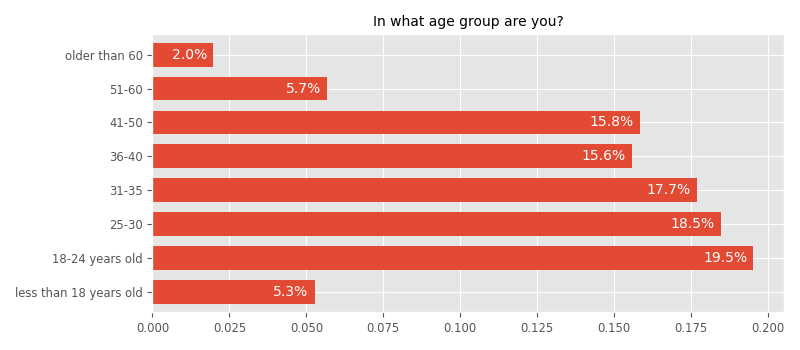 In what age group are you?
older than 60 2.0%
51-60 5.7%
41-50 15.8%
36-40 15.6%
31-35 17.7%
25-30 18.5%
18-24 years old 19.5%
less than 18 years old 5.3%
0.000 0.025 0.050 0.075 0.100 0.125 0.150 0.175 0.200